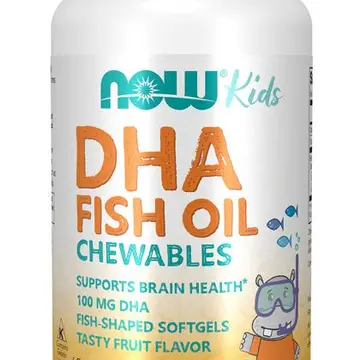 NOW® Kids
DHA
FISH OIL
CHEWABLES
SUPPORTS BRAIN HEALTH*
100 MG DHA
FISH-SHAPED SOFTGELS
TASTY FRUIT FLAVOR